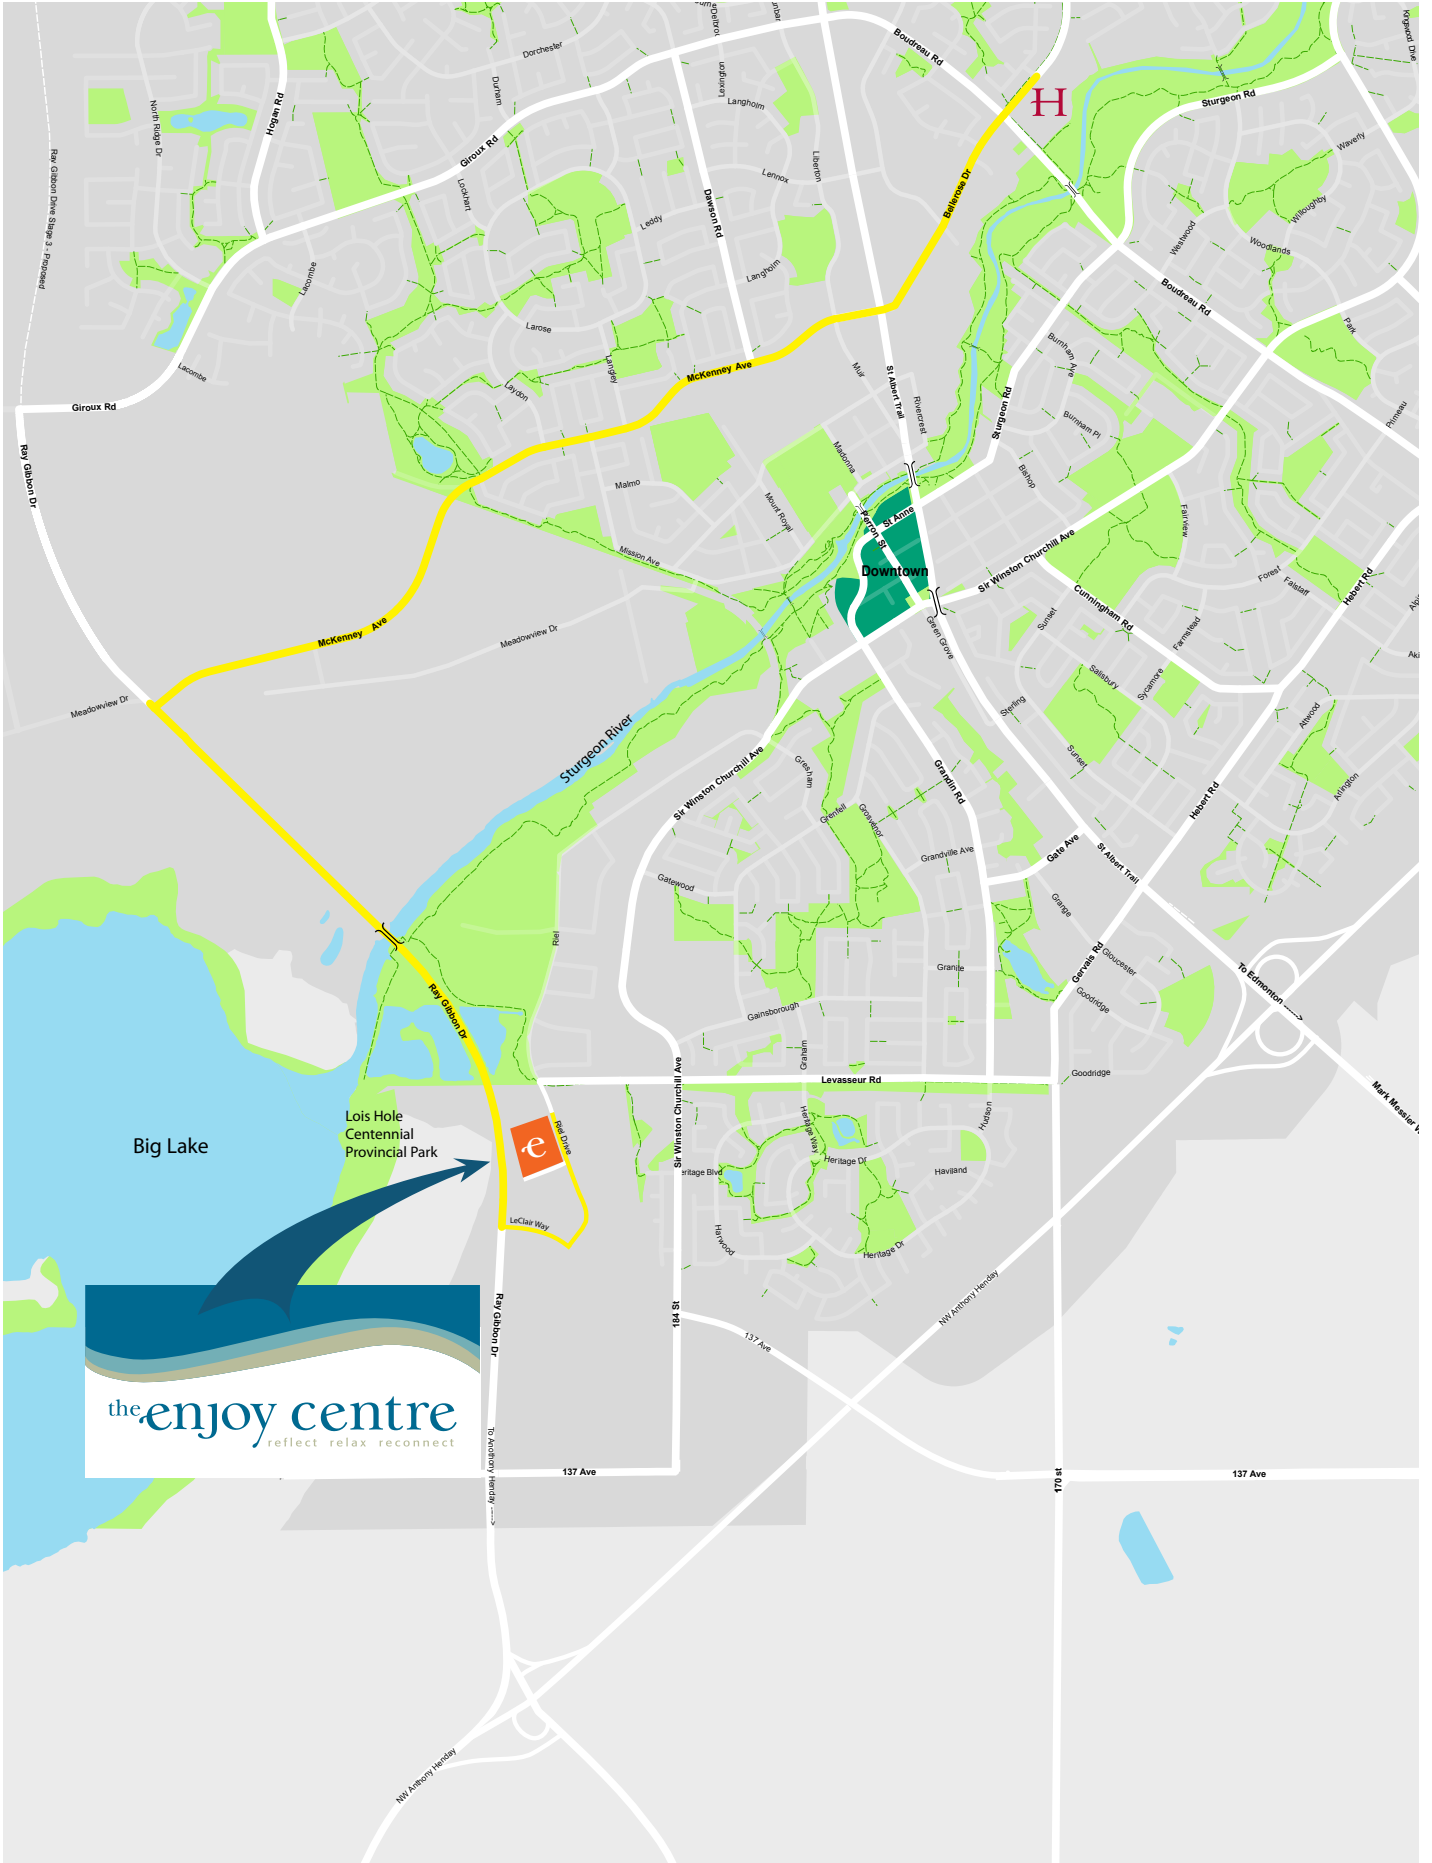 Kingswood Drive
Boudreau Rd
Dorchester
Durham
Lexington
Langholm
H
Sturgeon Rd
Hogan Rd
North Ridge Dr
Giroux Rd
Waverly
Ray Gibbon Drive Stage 3 - Proposed
Lennox
Liberton
Lockhart
Bellerose Dr
Dawson Rd
Leddy
Willoughby
Westwood
Woodlands
Lacombe
Langholm
Boudreau Rd
Larose
Park
Burnham Ave
Lacombe
Langley
McKenney Ave
Muir
Laydon
St Albert Trail
Rivercrest
Giroux Rd
Sturgeon Rd
Burnham Pl
Primeau
Ray Gibbon Dr
Madonna
Bishop
Malmo
Mount Royal
Perron St
St Anne
Fairview
Mission Ave
Downtown
Sir Winston Churchill Ave
Forest
Falstaff
Hebert Rd
Cunningham Rd
McKenney Ave
Meadowview Dr
Green Grove
Sunset
Farmstead
Salisbury
Sycamore
Meadowview Dr
Sterling
Attwood
Sturgeon River
Sunset
Sir Winston Churchill Ave
Gresham
Grandin Rd
Arlington
Hebert Rd
Grenfell
Grosvenor
Grandville Ave
Gate Ave
St Albert Trail
Gatewood
Grange
Riel
Gervais Rd
Gloucester
Granite
To Edmonton ------>
Ray Gibbon Dr
Goodridge
Gainsborough
Graham
Goodridge
Levasseur Rd
Sir Winston Churchill Ave
Lois Hole
Centennial
Provincial Park
Big Lake
e
Riel Drive
Heritage Way
Hudson
Heritage Dr
Haviland
LeClair Way
Harwood
Heritage Dr
NW Anthony Henday
Ray Gibbon Dr
184 St
137 Ave
the enjoy centre
reflect relax reconnect
To Anothony Henday ------>
137 Ave
170 st
137 Ave
NW Anthony Henday